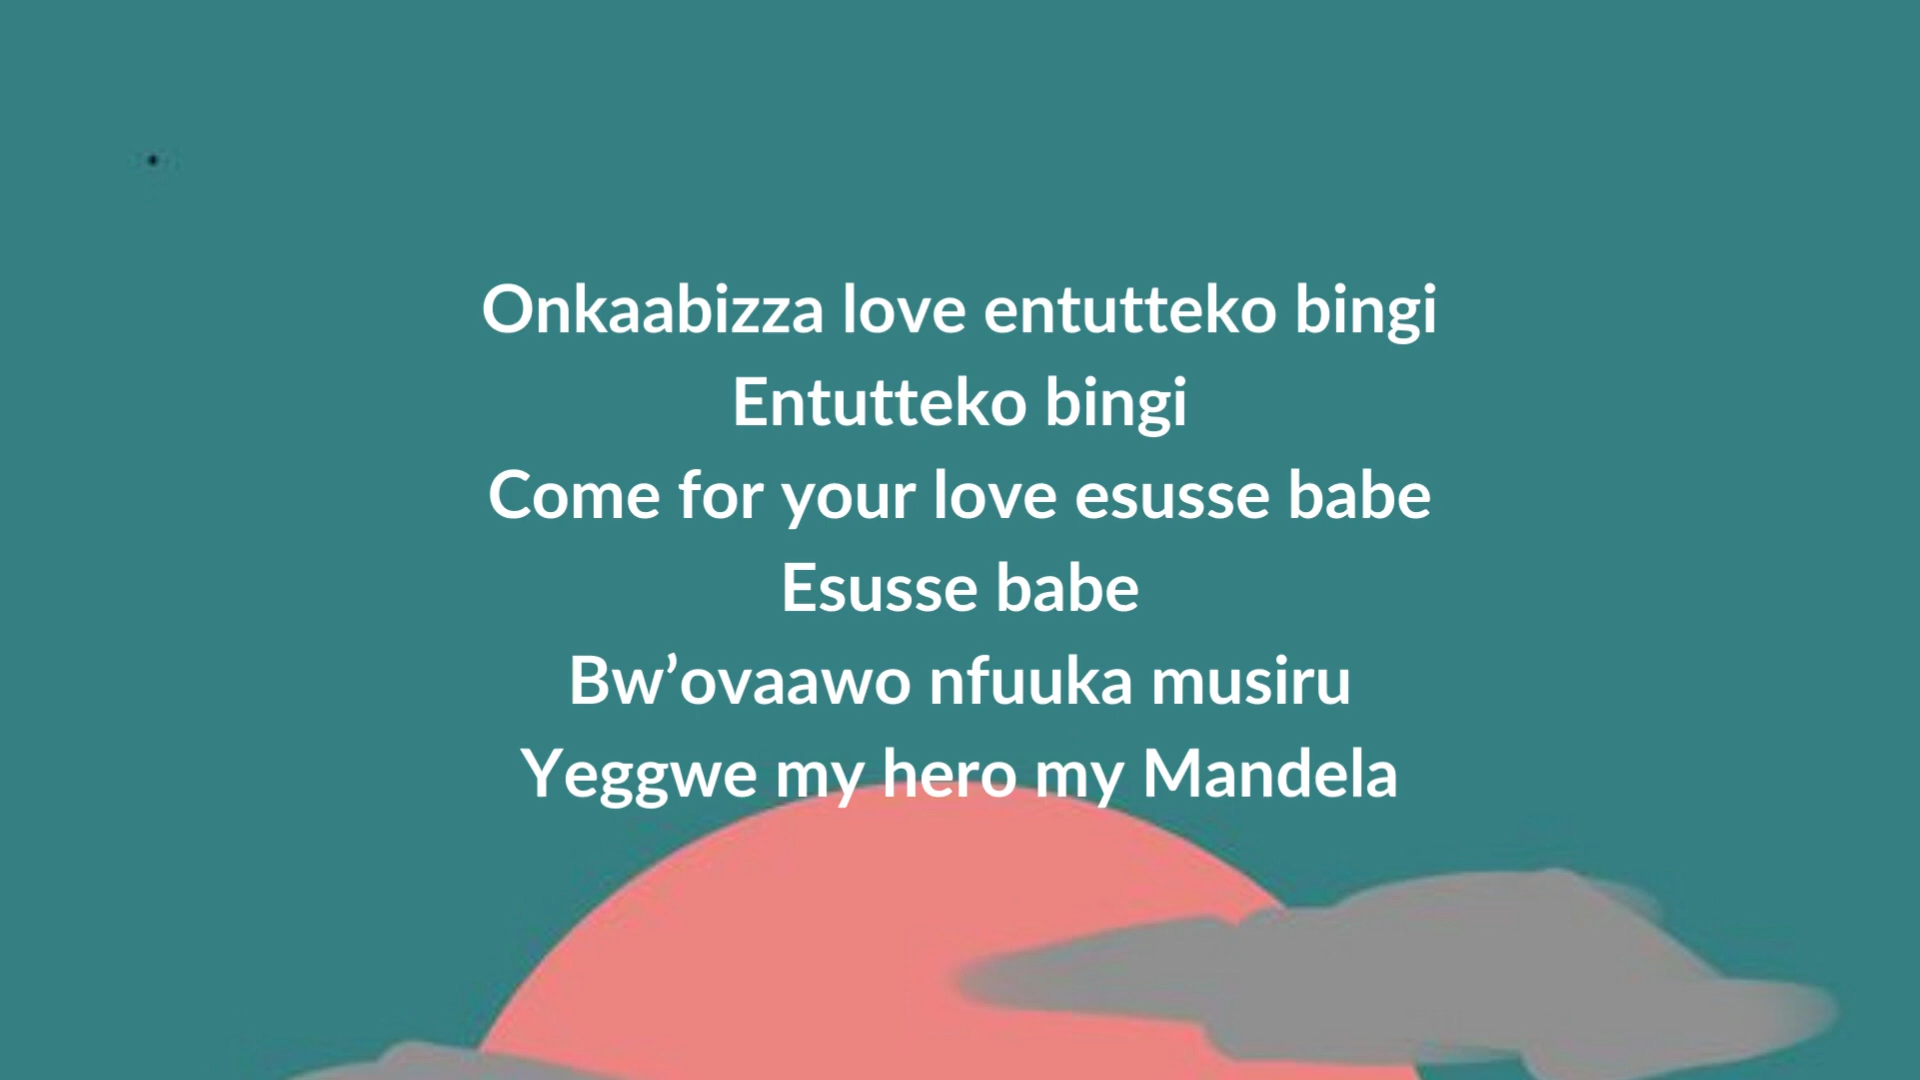 Onkaabizza love entutteko bingi
Entutteko bingi
Come for your love esusse babe
Esusse babe
Bw’ovaawo nfuuka musiru
Yeggwe my hero my Mandela